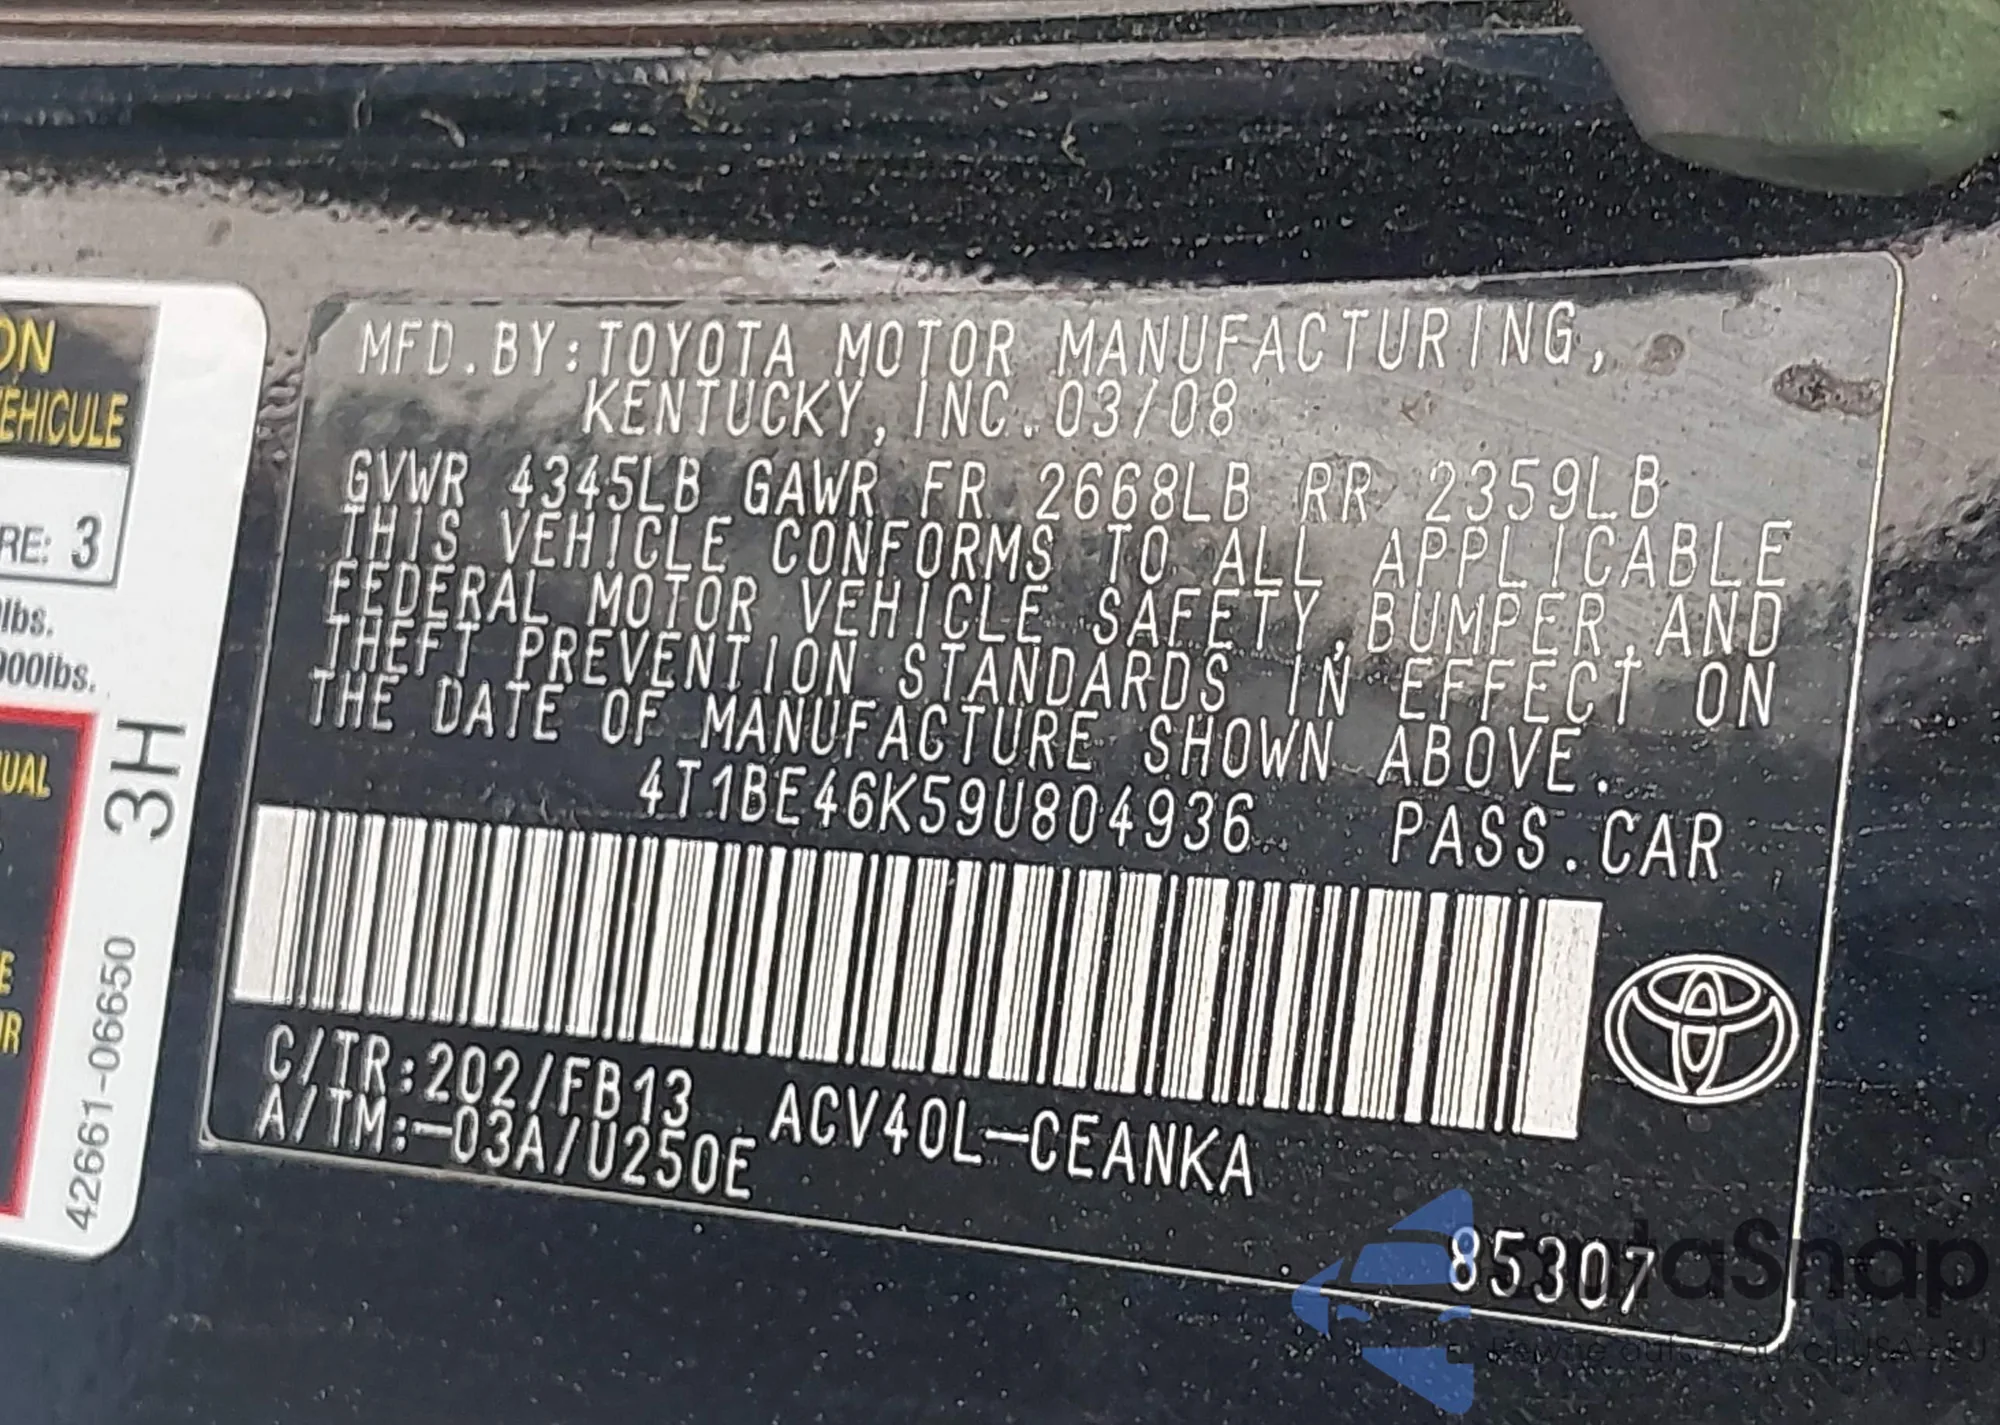 ON
ÉHICULE
RE: 3
lbs.
000lbs.
UAL
E
IR
3H
42661-06650
MFD.BY:TOYOTA MOTOR MANUFACTURING,
KENTUCKY, INC. 03/08
GVWR 4345LB GAWR FR 2668LB RR 2359LB
THIS VEHICLE CONFORMS TO ALL APPLICABLE
FEDERAL MOTOR VEHICLE SAFETY,BUMPER,AND
THEFT PREVENTION STANDARDS IN EFFECT ON
THE DATE OF MANUFACTURE SHOWN ABOVE.
4T1BE46K59U804936 PASS.CAR
C/TR:202/FB13 ACV40L-CEANKA
A/TM:-03A/U250E
85307